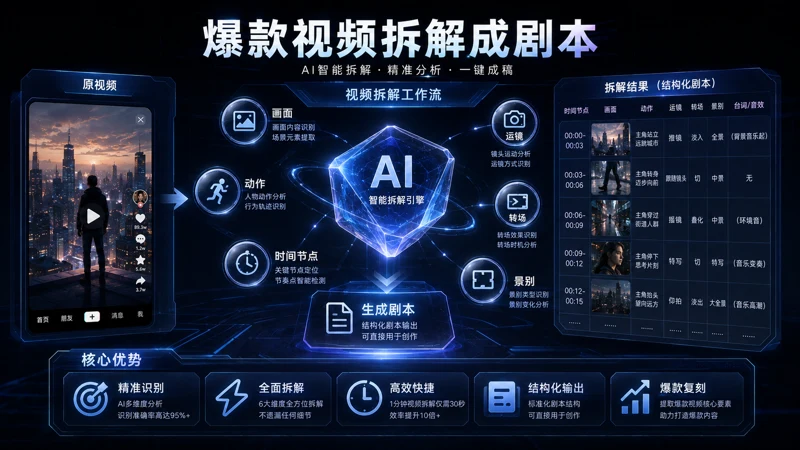 爆款视频拆解成剧本
AI智能拆解 · 精准分析 · 一键成稿
原视频
89.3w
1.2w
5.6w
3.7w
首页 朋友 消息 我
视频拆解工作流
画面
画面内容识别
场景元素提取
动作
人物动作分析
行为轨迹识别
时间节点
关键节点定位
节奏点智能检测
AI
智能拆解引擎
运镜
镜头运动分析
运镜方式识别
转场
转场效果识别
转场时机分析
景别
景别类型识别
景别变化分析
生成剧本
结构化剧本输出
可直接用于创作
拆解结果（结构化剧本）
时间节点 画面 动作 运镜 转场 景别 台词/音效
00:00-
00:03
主角站立
远眺城市
推镜 淡入 全景 （背景音乐起）
00:03-
00:06
主角转身
迈步向前
跟随镜头 切 中景 无
00:06-
00:09
主角穿过
街道人群
摇镜 叠化 中景 （环境音）
00:09-
00:12
主角停下
思考片刻
特写 切 特写 （音乐变奏）
00:12-
00:15
主角抬头
望向远方
仰拍 淡出 大全景 （音乐高潮）
...... ...... ...... ...... ...... ......
核心优势
精准识别
AI多维度分析
识别准确率高达95%+
全面拆解
6大维度全方位拆解
不遗漏任何细节
高效快捷
1分钟视频拆解仅需30秒
效率提升10倍+
结构化输出
标准化剧本结构
可直接用于创作
爆款复刻
提取爆款视频核心要素
助力打造爆款内容